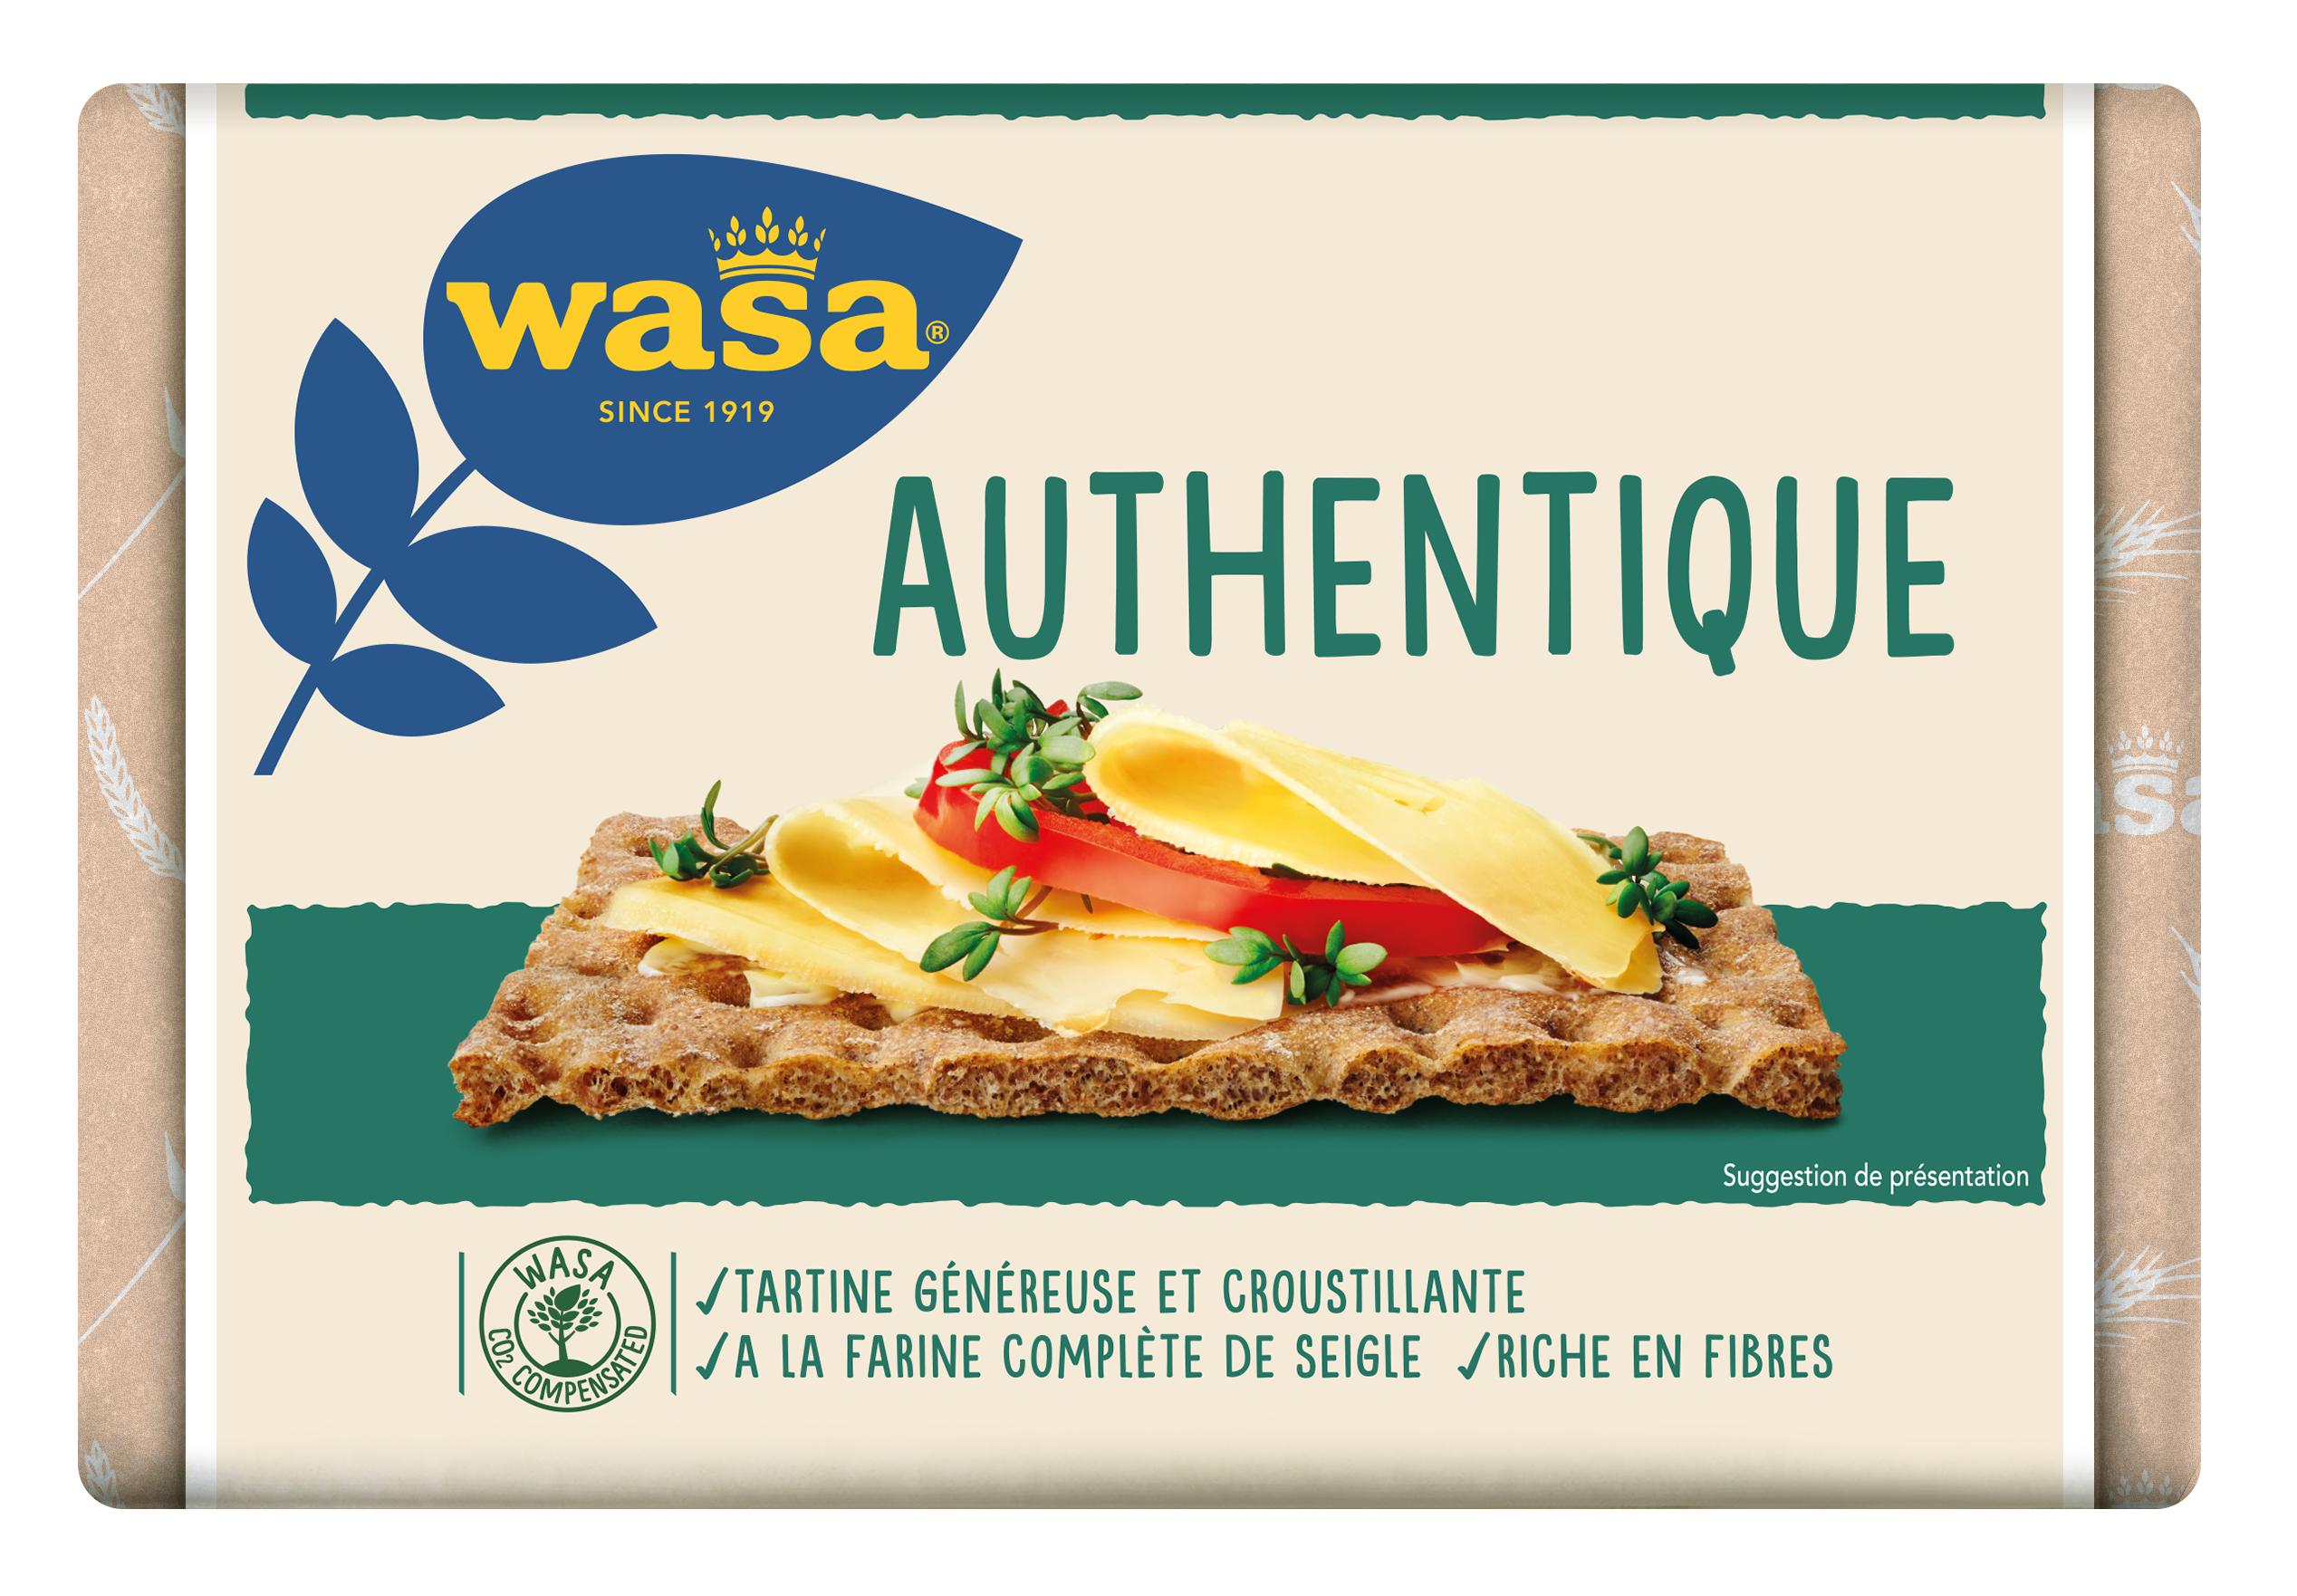 wasa®
SINCE 1919
AUTHENTIQUE
Suggestion de présentation
WASA
CO2 COMPENSATED
✓TARTINE GÉNÉREUSE ET CROUSTILLANTE
✓A LA FARINE COMPLÈTE DE SEIGLE ✓RICHE EN FIBRES